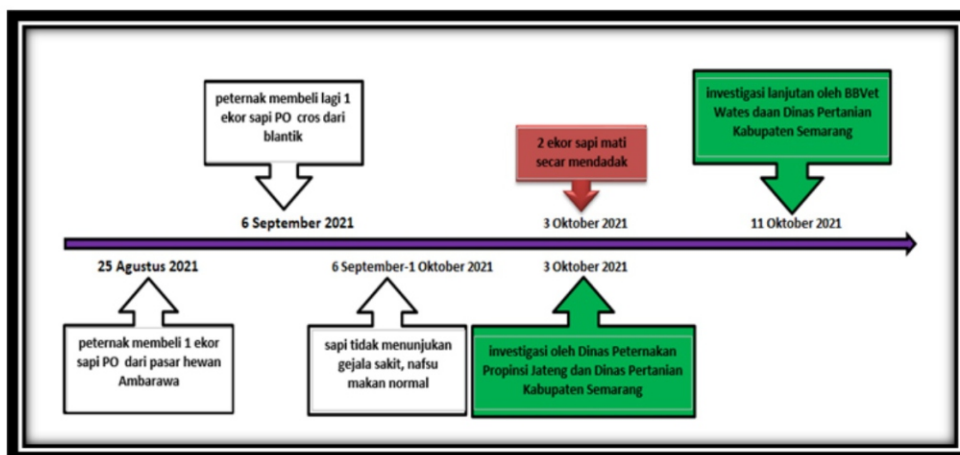 peternak membeli lagi 1
ekor sapi PO cros dari
blantik
6 September 2021
2 ekor sapi mati
secar mendadak
3 Oktober 2021
investigasi lanjutan oleh BBVet
Wates daan Dinas Pertanian
Kabupaten Semarang
11 Oktober 2021
25 Agustus 2021
peternak membeli 1 ekor
sapi PO dari pasar hewan
Ambarawa
6 September-1 Oktober 2021
sapi tidak menunjukan
gejala sakit, nafsu
makan normal
3 Oktober 2021
investigasi oleh Dinas Peternakan
Propinsi Jateng dan Dinas Pertanian
Kabupaten Semarang